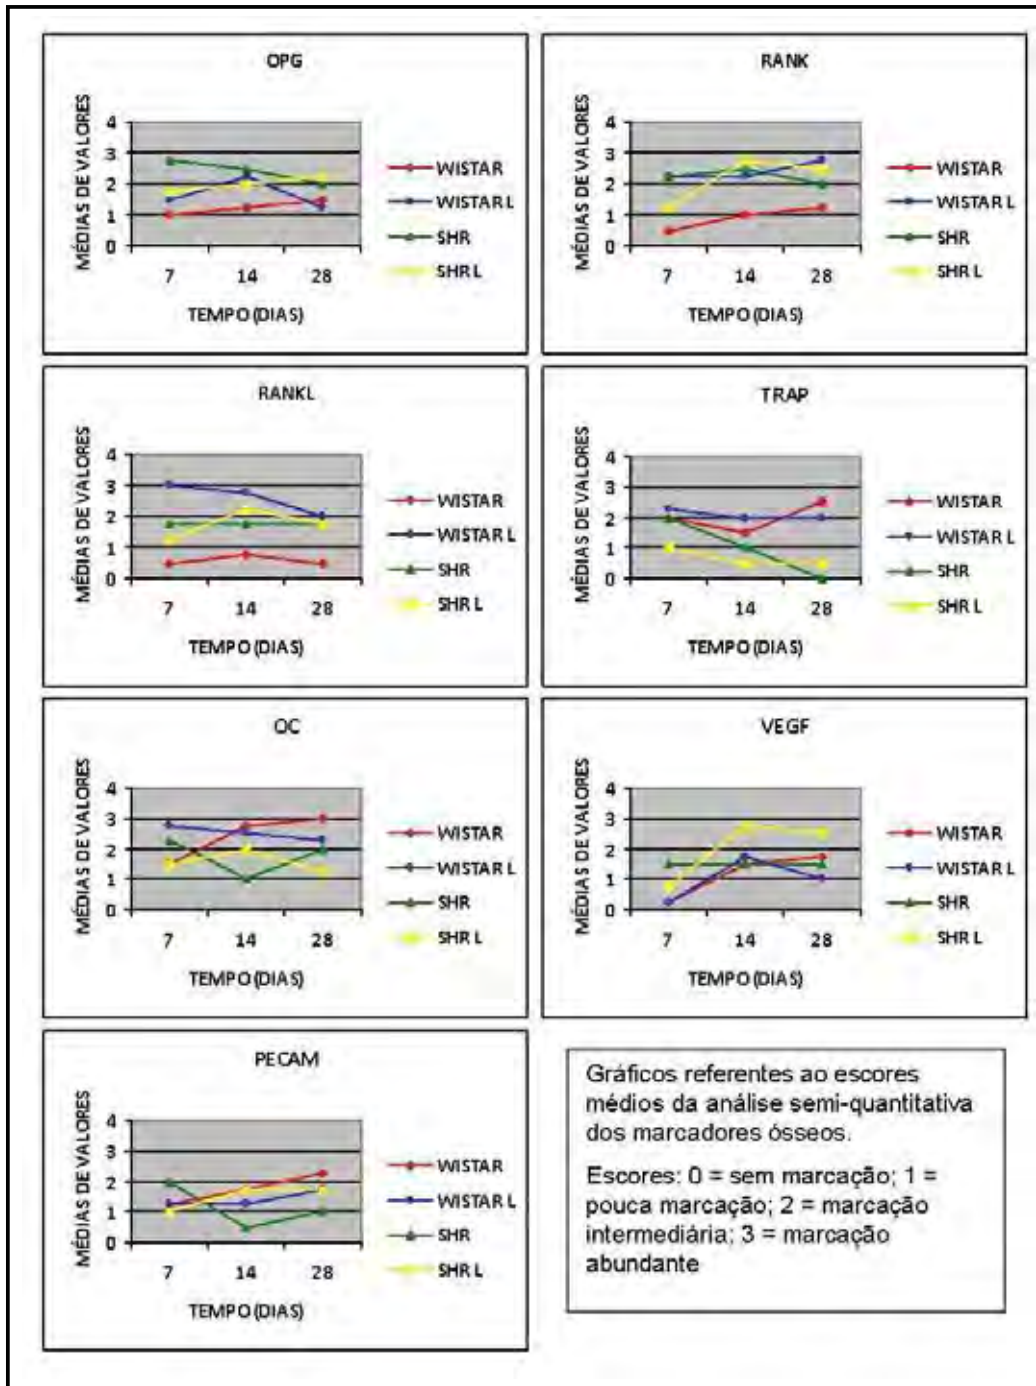 OPG
MÉDIAS DE VALORES
4
3
2
1
0
7 14 28
TEMPO (DIAS)
WISTAR
WISTAR L
SHR
SHR L
RANK
MÉDIAS DE VALORES
4
3
2
1
0
7 14 28
TEMPO (DIAS)
WISTAR
WISTAR L
SHR
SHR L
RANKL
MÉDIAS DE VALORES
4
3
2
1
0
7 14 28
TEMPO (DIAS)
WISTAR
WISTAR L
SHR
SHR L
TRAP
MÉDIAS DE VALORES
4
3
2
1
0
7 14 28
TEMPO (DIAS)
WISTAR
WISTAR L
SHR
SHR L
OC
MÉDIAS DE VALORES
4
3
2
1
0
7 14 28
TEMPO (DIAS)
WISTAR
WISTAR L
SHR
SHR L
VEGF
MÉDIAS DE VALORES
4
3
2
1
0
7 14 28
TEMPO (DIAS)
WISTAR
WISTAR L
SHR
SHR L
PECAM
MÉDIAS DE VALORES
4
3
2
1
0
7 14 28
TEMPO (DIAS)
WISTAR
WISTAR L
SHR
SHR L
Gráficos referentes ao escores
médios da análise semi-quantitativa
dos marcadores ósseos.
Escores: 0 = sem marcação; 1 =
pouca marcação; 2 = marcação
intermediária; 3 = marcação
abundante